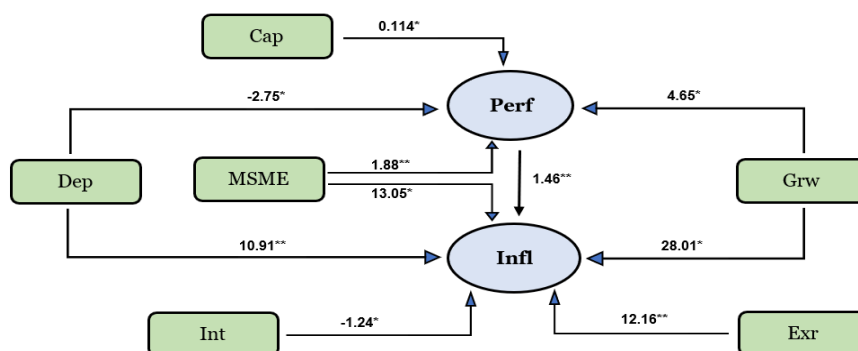 0.114*
Cap
-2.75*
Perf
4.65*
Dep
MSME
1.88**
13.05*
1.46**
Grw
10.91**
Infl
28.01*
Int
-1.24*
12.16**
Exr